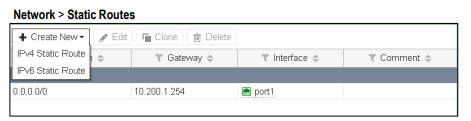 Network > Static Routes
Create New Edit Clone Delete
IPv4 Static Route
IPv6 Static Route
Gateway Interface Comment
0.0.0.0/0 10.200.1.254 port1